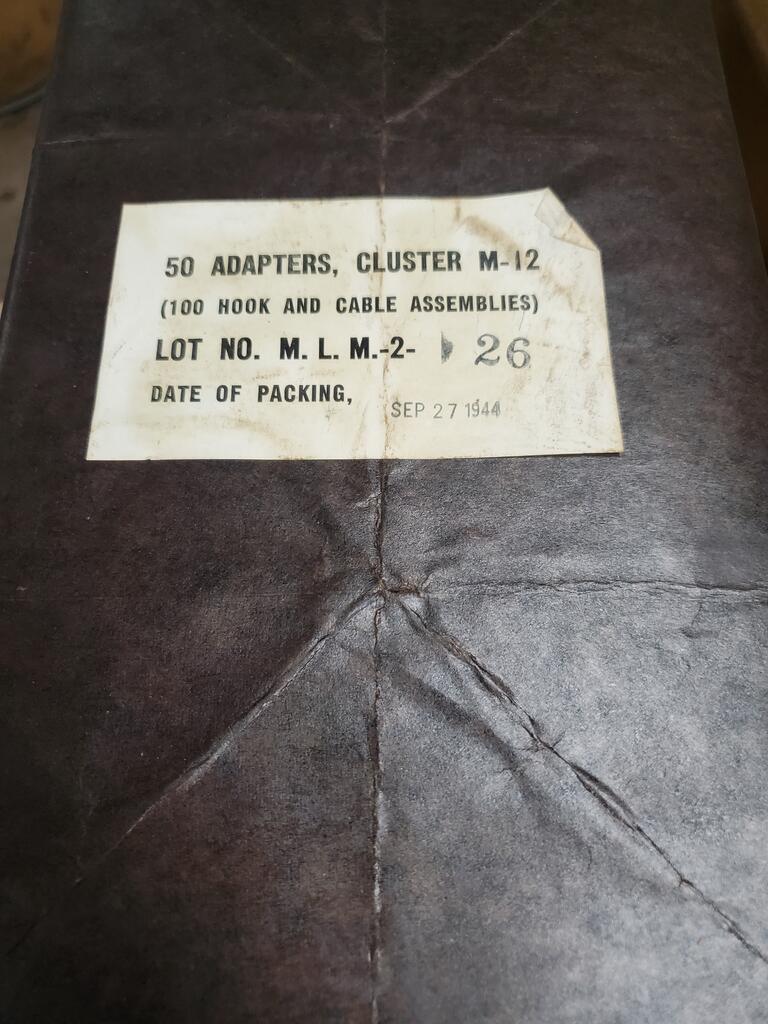 50 ADAPTERS, CLUSTER M-12
(100 HOOK AND CABLE ASSEMBLIES)
LOT NO. M. L. M.-2- 26
DATE OF PACKING, SEP 27 1944